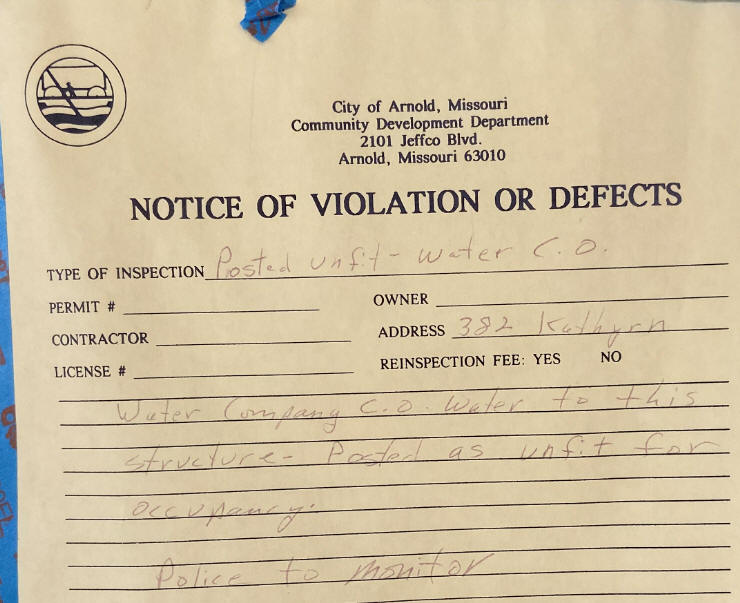 City of Arnold, Missouri
Community Development Department
2101 Jeffco Blvd.
Arnold, Missouri 63010
NOTICE OF VIOLATION OR DEFECTS
TYPE OF INSPECTION Posted unfit - water C.O.
PERMIT #
OWNER
CONTRACTOR
ADDRESS 382 Kathyrn
LICENSE #
REINSPECTION FEE: YES NO
Water Company C.O. Water to this
structure - Posted as unfit for
occupancy.
Police to monitor